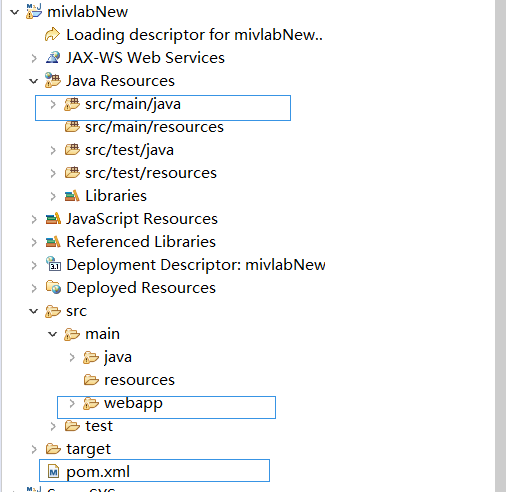 mivlabNew
Loading descriptor for mivlabNew..
JAX-WS Web Services
Java Resources
src/main/java
src/main/resources
src/test/java
src/test/resources
Libraries
JavaScript Resources
Referenced Libraries
3.1
Deployment Descriptor: mivlabNew
Deployed Resources
src
main
java
resources
webapp
test
target
M
pom.xml